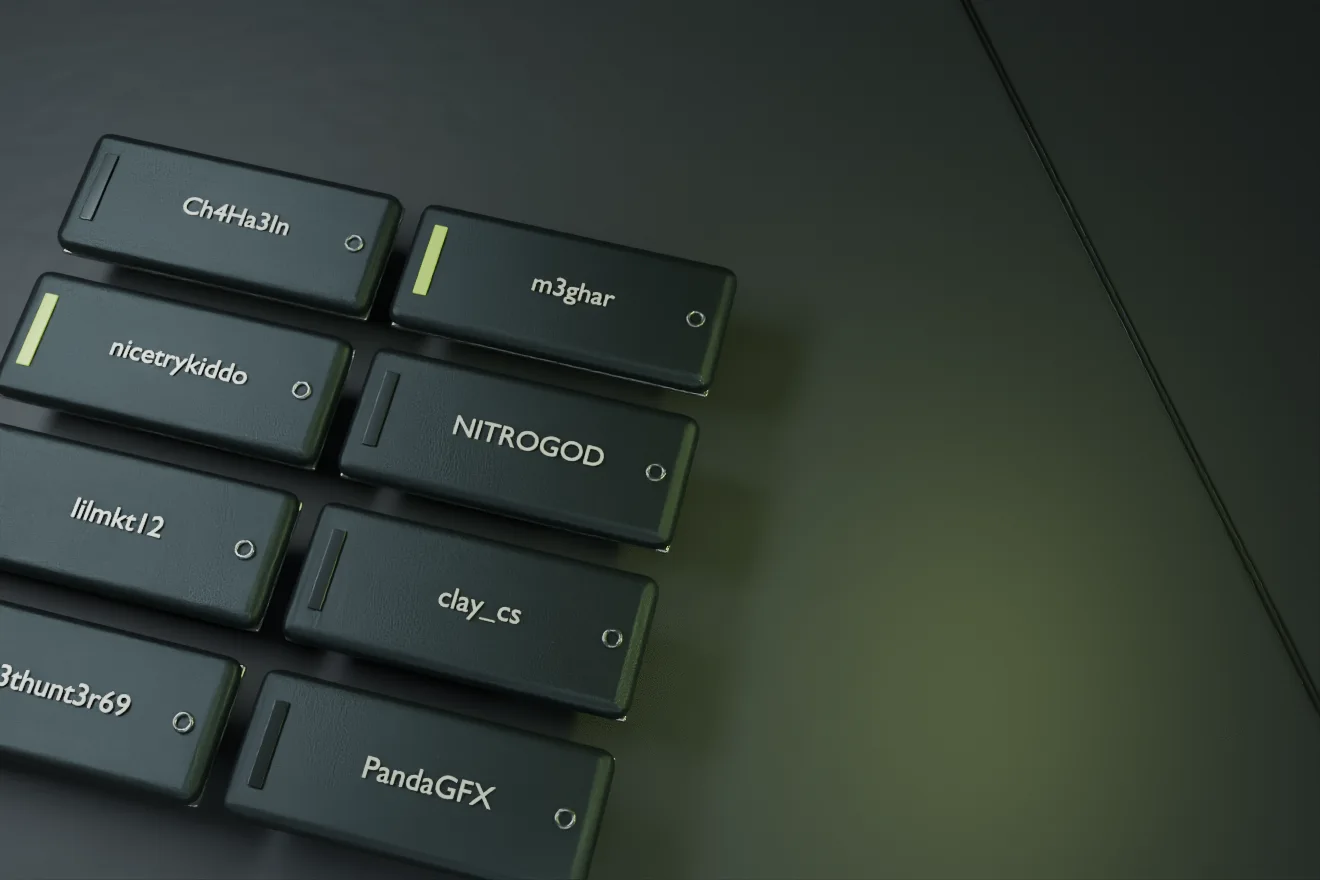 Ch4Ha3ln
m3ghar
nicetrykiddo
NITROGOD
lilmkt12
clay_cs
3thunt3r69
PandaGFX